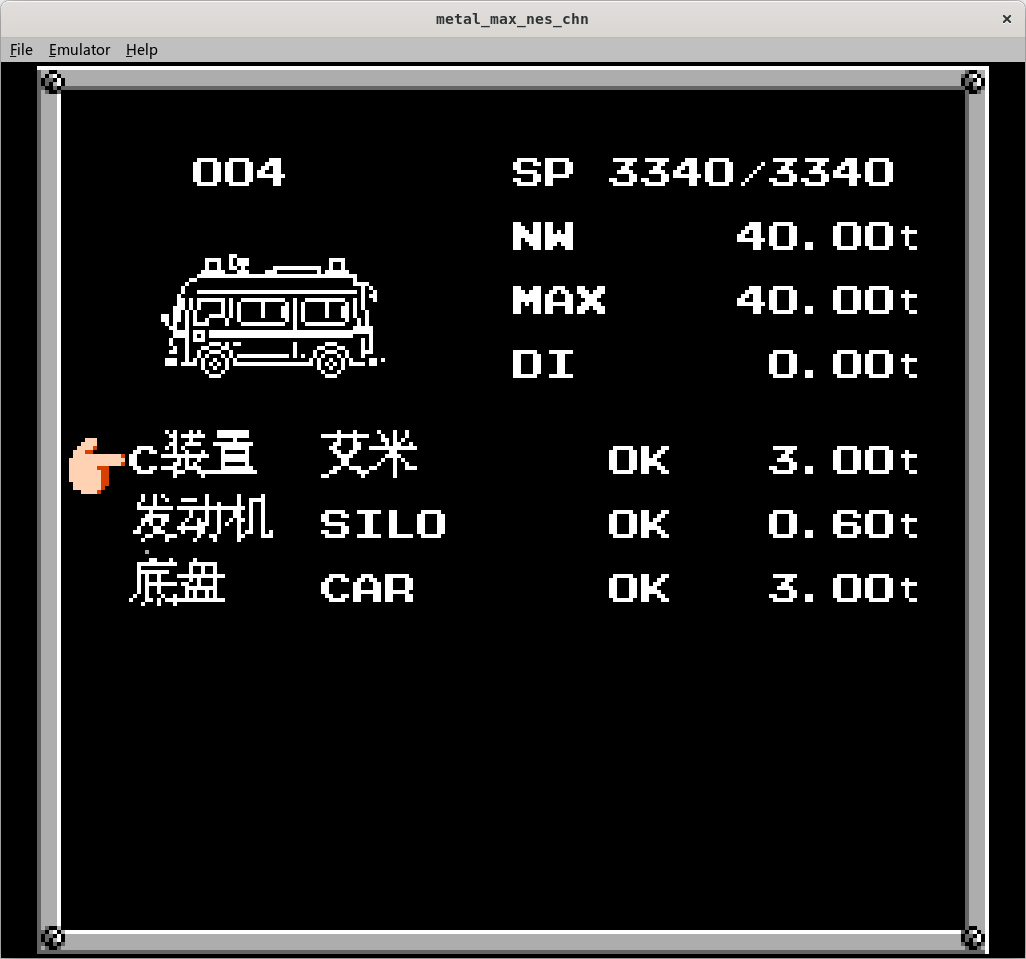 metal_max_nes_chn
×
File Emulator Help
004 SP 3340/3340
NW 40.00t
MAX 40.00t
DI 0.00t
C装置 艾米 OK 3.00t
发动机 SILO OK 0.60t
底盘 CAR OK 3.00t